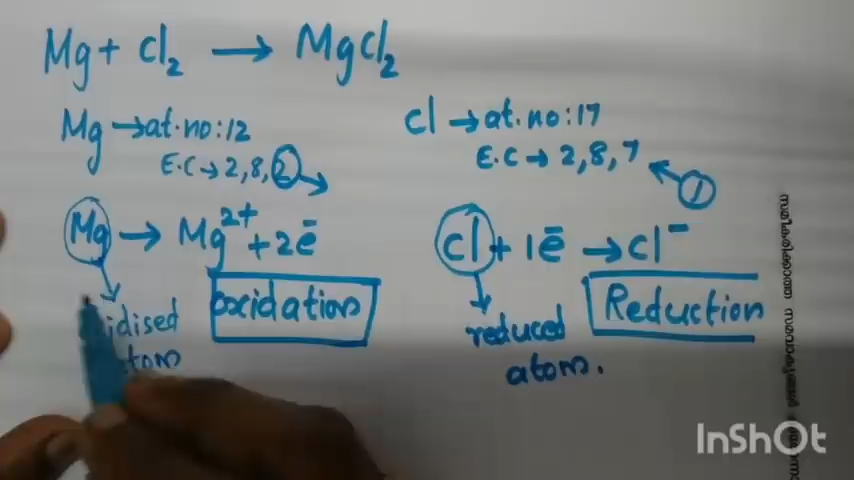 Mg + Cl₂ → MgCl₂
Mg → at.no:12
E.C → 2,8,2
Mg → Mg²⁺ + 2ē
oxidation
atom
Cl → at.no:17
E.C → 2,8,7
1
Cl + 1ē → Cl⁻
Reduction
reduced
atom.
InShOt